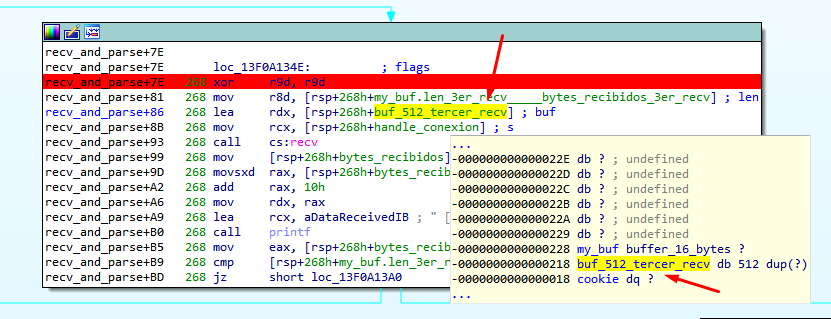 recv_and_parse+7E
recv_and_parse+7E loc_13F0A134E: ; flags
recv_and_parse+7E 268 xor r9d, r9d
recv_and_parse+81 268 mov r8d, [rsp+268h+my_buf.len_3er_recv_____bytes_recibidos_3er_recv] ; len
recv_and_parse+86 268 lea rdx, [rsp+268h+buf_512_tercer_recv] ; buf
recv_and_parse+8B 268 mov rcx, [rsp+268h+handle_conexion] ; s
recv_and_parse+93 268 call cs:recv
recv_and_parse+99 268 mov [rsp+268h+bytes_recibidos]
recv_and_parse+9D 268 movsxd rax, [rsp+268h+bytes_rec
recv_and_parse+A2 268 add rax, 10h
recv_and_parse+A6 268 mov rdx, rax
recv_and_parse+A9 268 lea rcx, aDataReceivedIB ; " [
recv_and_parse+B0 268 call printf
recv_and_parse+B5 268 mov eax, [rsp+268h+bytes_recib
recv_and_parse+B9 268 cmp [rsp+268h+my_buf.len_3er_r
recv_and_parse+BD 268 jz short loc_13F0A13A0
...
-000000000000022E db ? ; undefined
-000000000000022D db ? ; undefined
-000000000000022C db ? ; undefined
-000000000000022B db ? ; undefined
-000000000000022A db ? ; undefined
-0000000000000229 db ? ; undefined
-0000000000000228 my_buf buffer_16_bytes ?
-0000000000000218 buf_512_tercer_recv db 512 dup(?)
-0000000000000018 cookie dq ?
...